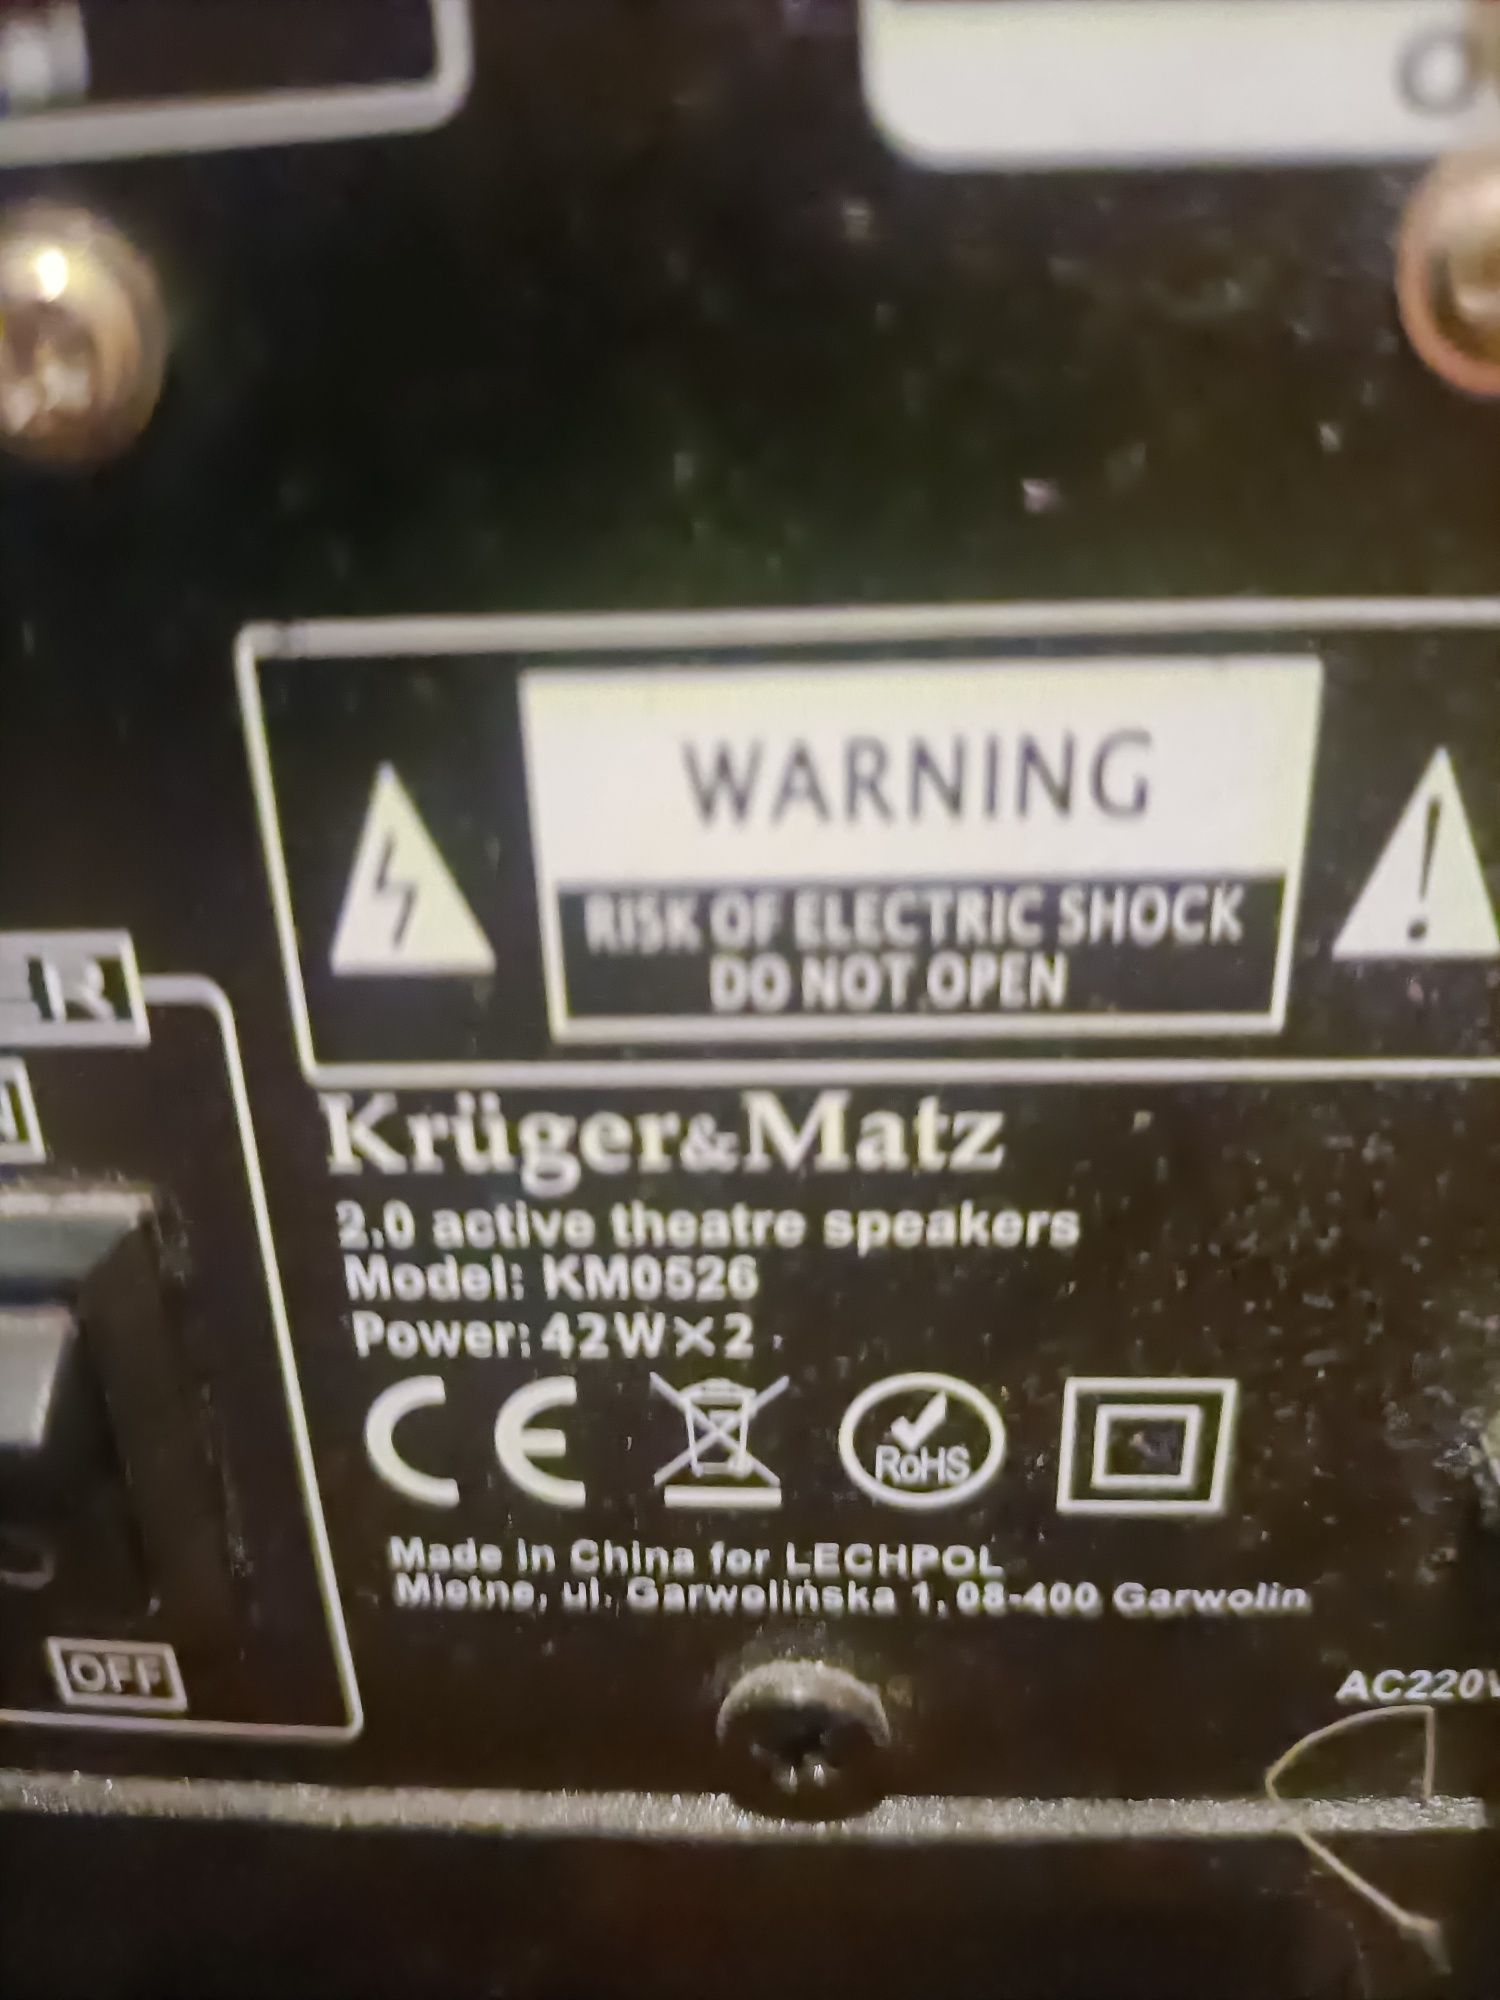 WARNING
RISK OF ELECTRIC SHOCK
DO NOT OPEN
Krüger&Matz
2.0 active theatre speakers
Model: KM0526
Power: 42W×2
CE
RoHS
Made in China for LECHPOL
Miętne, ul. Garwolińska 1, 08-400 Garwolin
OFF
AC220V